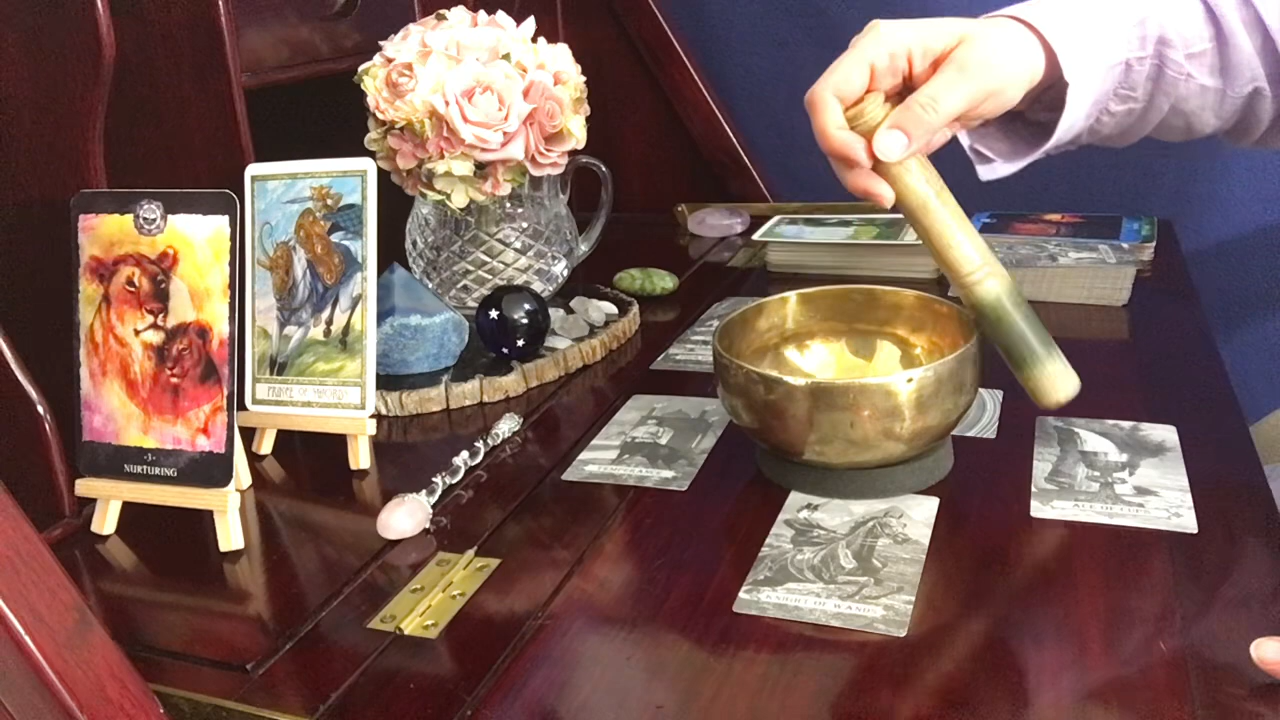 -3-
NURTURING
PRINCE OF WANDS
TEMPERANCE
ACE OF CUPS
KNIGHT OF WANDS